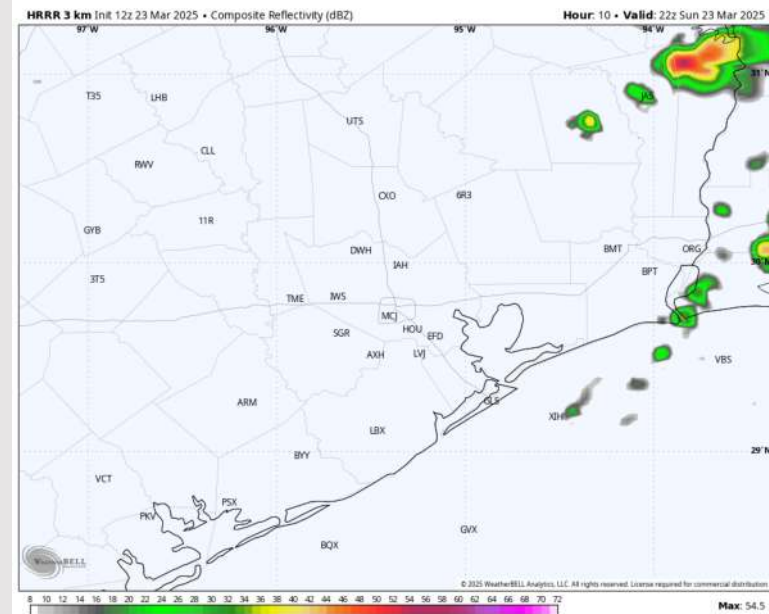 HRRR 3 km Init 12z 23 Mar 2025 • Composite Reflectivity (dBZ) Hour: 10 • Valid: 22z Sun 23 Mar 2025
97°W 96°W 95°W 94°W
31°N
T35 LHB JAS
UTS
CLL
RWV
CXO 6R3
11R
GYB
DWH BMT ORG
30°N
IAH
BPT
3T5
TME IWS
MCJ
SGR HOU EFD
AXH LVJ VBS
ARM GLS
XIH
LBX
29°N
BYY
VCT
PSX
PKV
GVX
BQX
WeatherBELL
© 2025 WeatherBELL Analytics, LLC. All rights reserved. License required for commercial distribution.
8 10 12 14 16 18 20 22 24 26 28 30 32 34 36 38 40 42 44 46 48 50 52 54 56 58 60 62 64 66 68 70 72
Max: 54.5